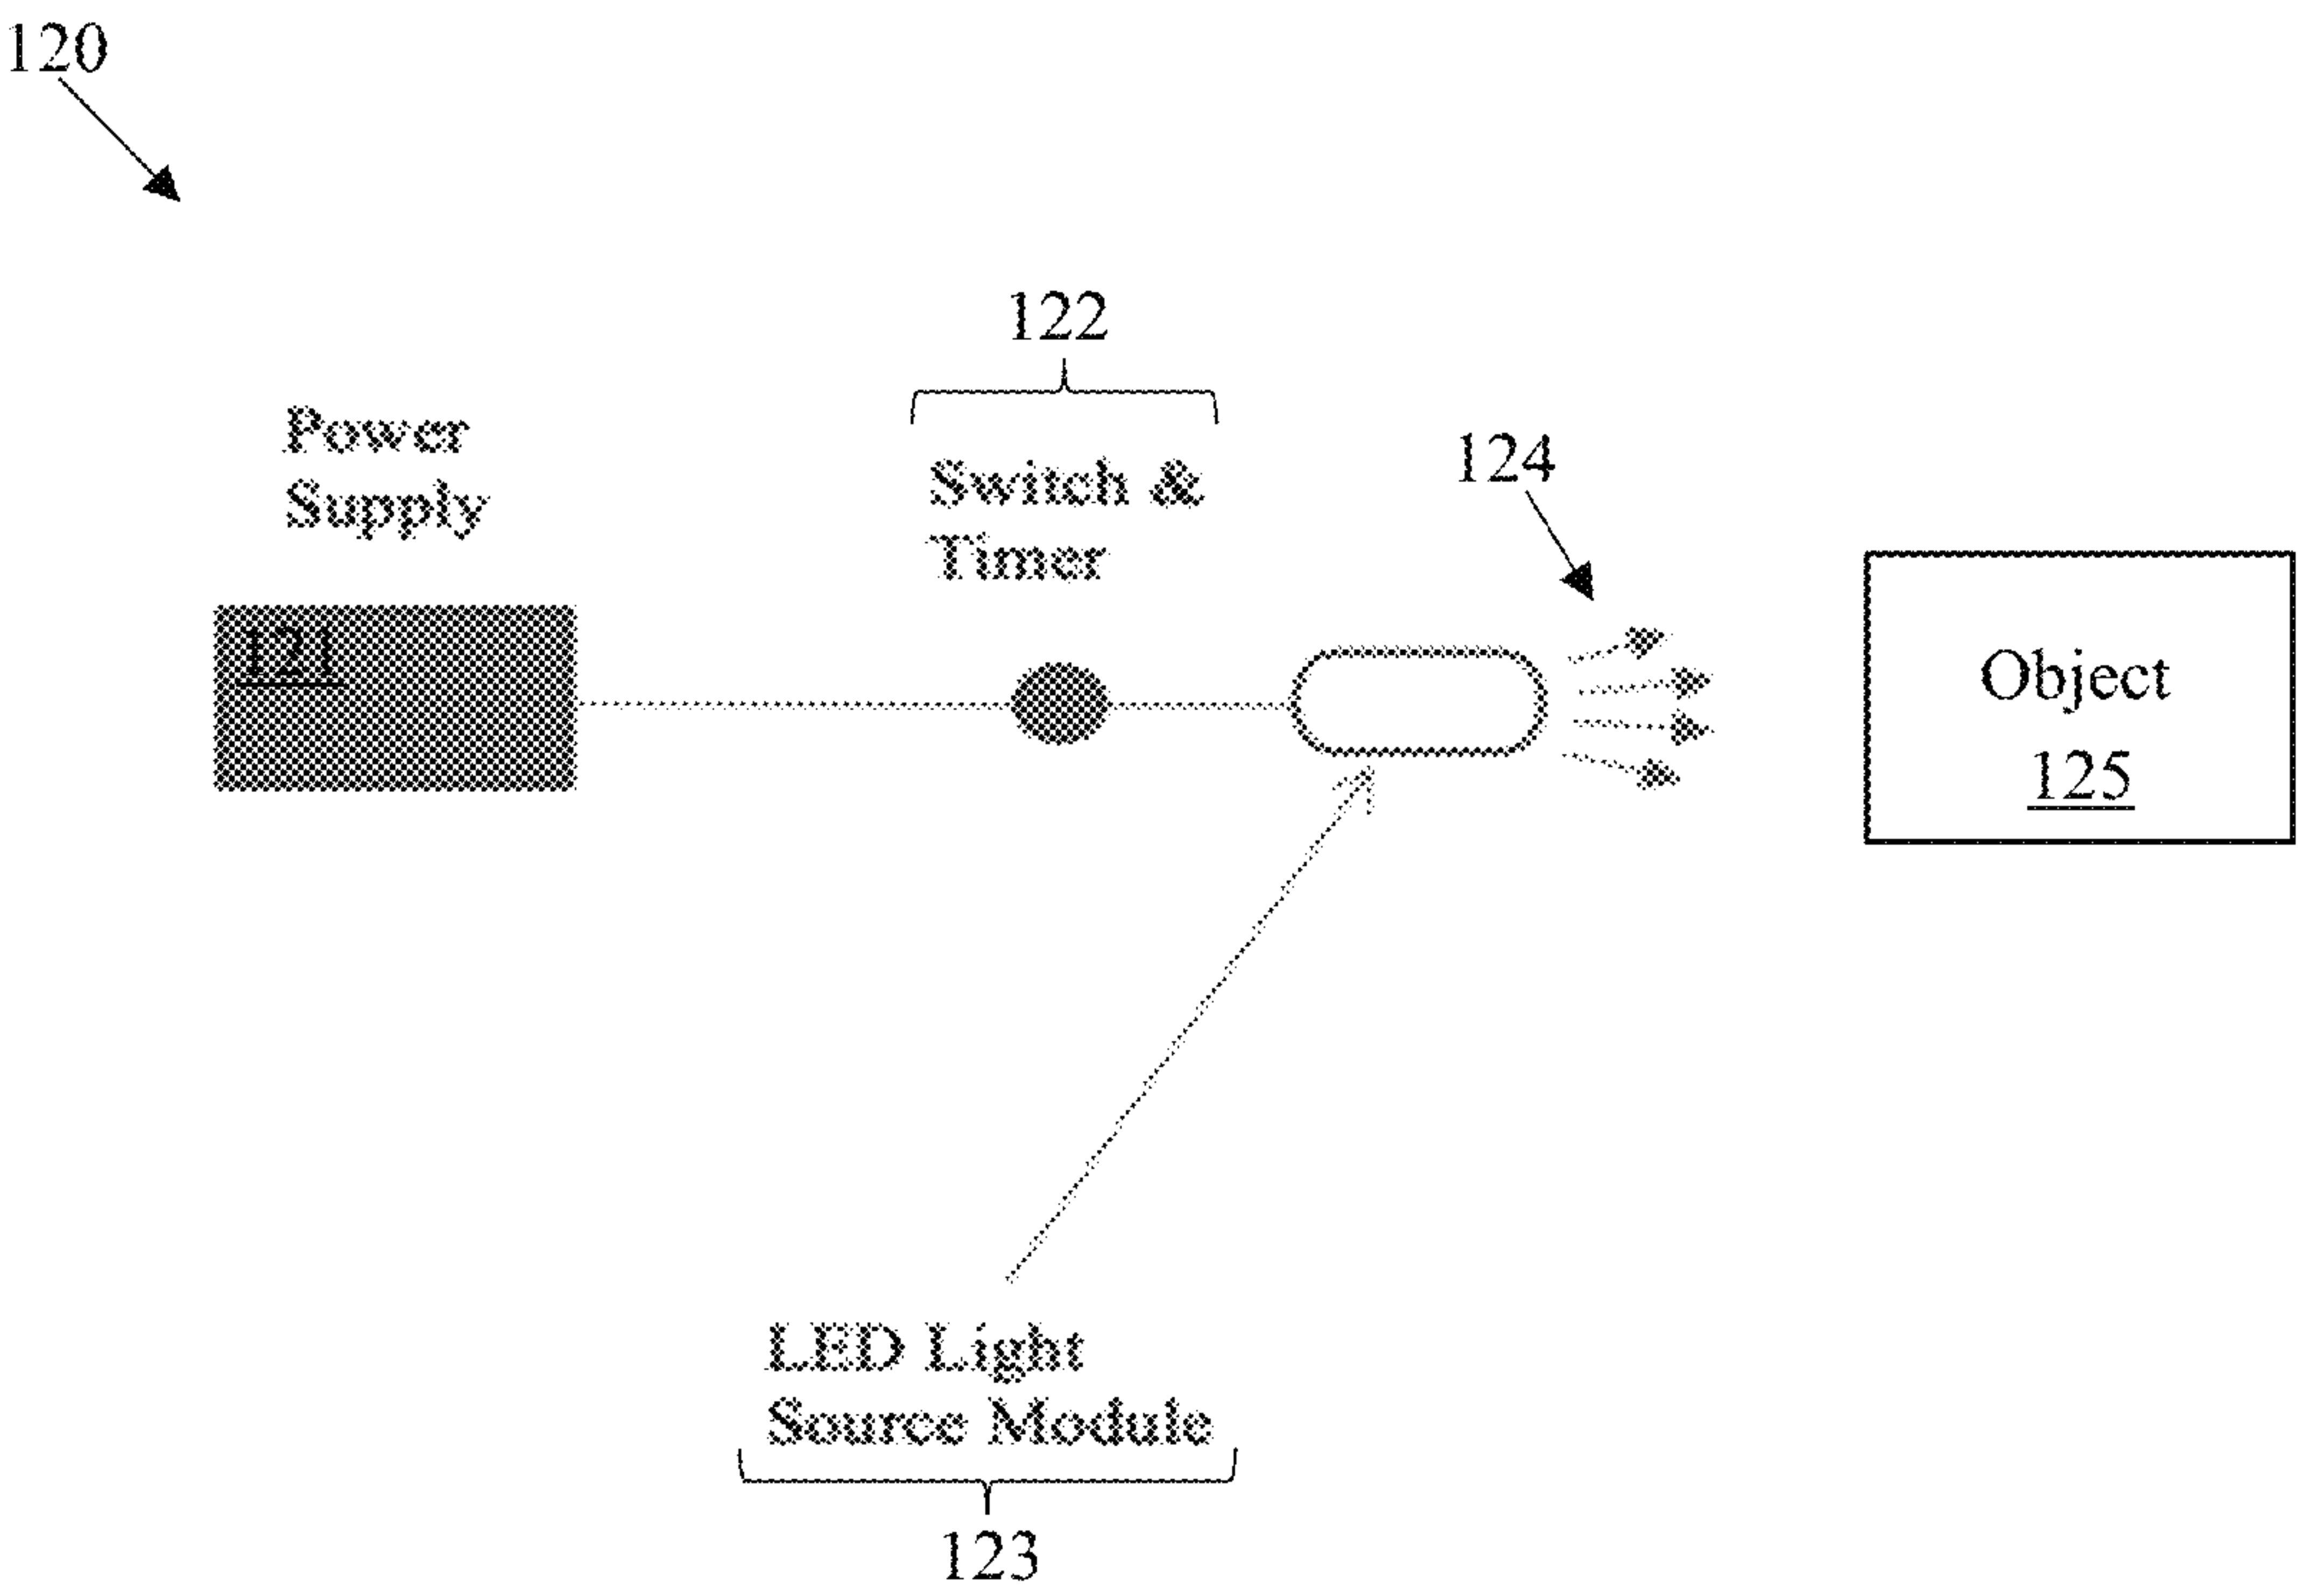 120
122
Power
Supply
Switch &
Timer
124
121
Object
125
LED Light
Source Module
123